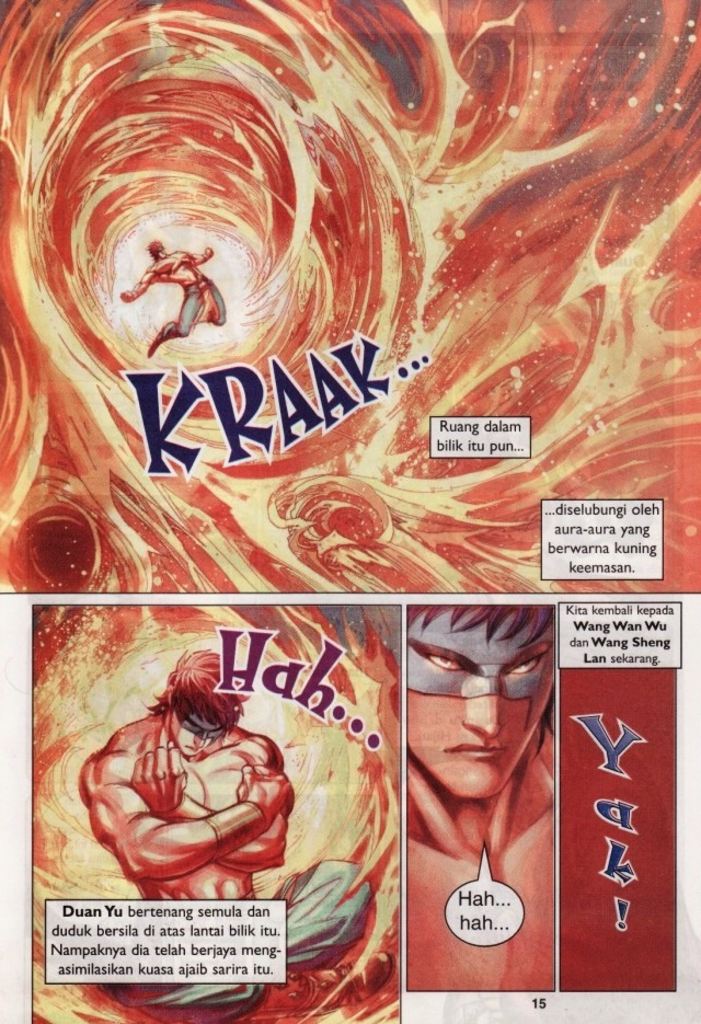 KRAAK...
Ruang dalam
bilik itu pun...
...diselubungi oleh
aura-aura yang
berwarna kuning
keemasan.
Hah...
Duan Yu bertenang semula dan
duduk bersila di atas lantai bilik itu.
Nampaknya dia telah berjaya meng-
asimilasikan kuasa ajaib sarira itu.
Hah...
hah...
Kita kembali kepada
Wang Wan Wu
dan Wang Sheng
Lan sekarang.
Yak!
15